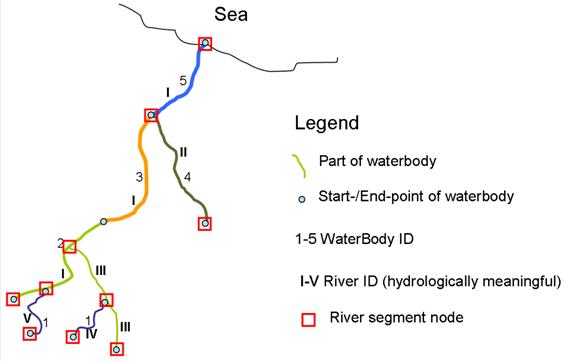 Sea
5
I
II
3
4
I
2
I
III
V
1
1
IV
III
Legend
Part of waterbody
Start-/End-point of waterbody
1-5 WaterBody ID
I-V River ID (hydrologically meaningful)
River segment node